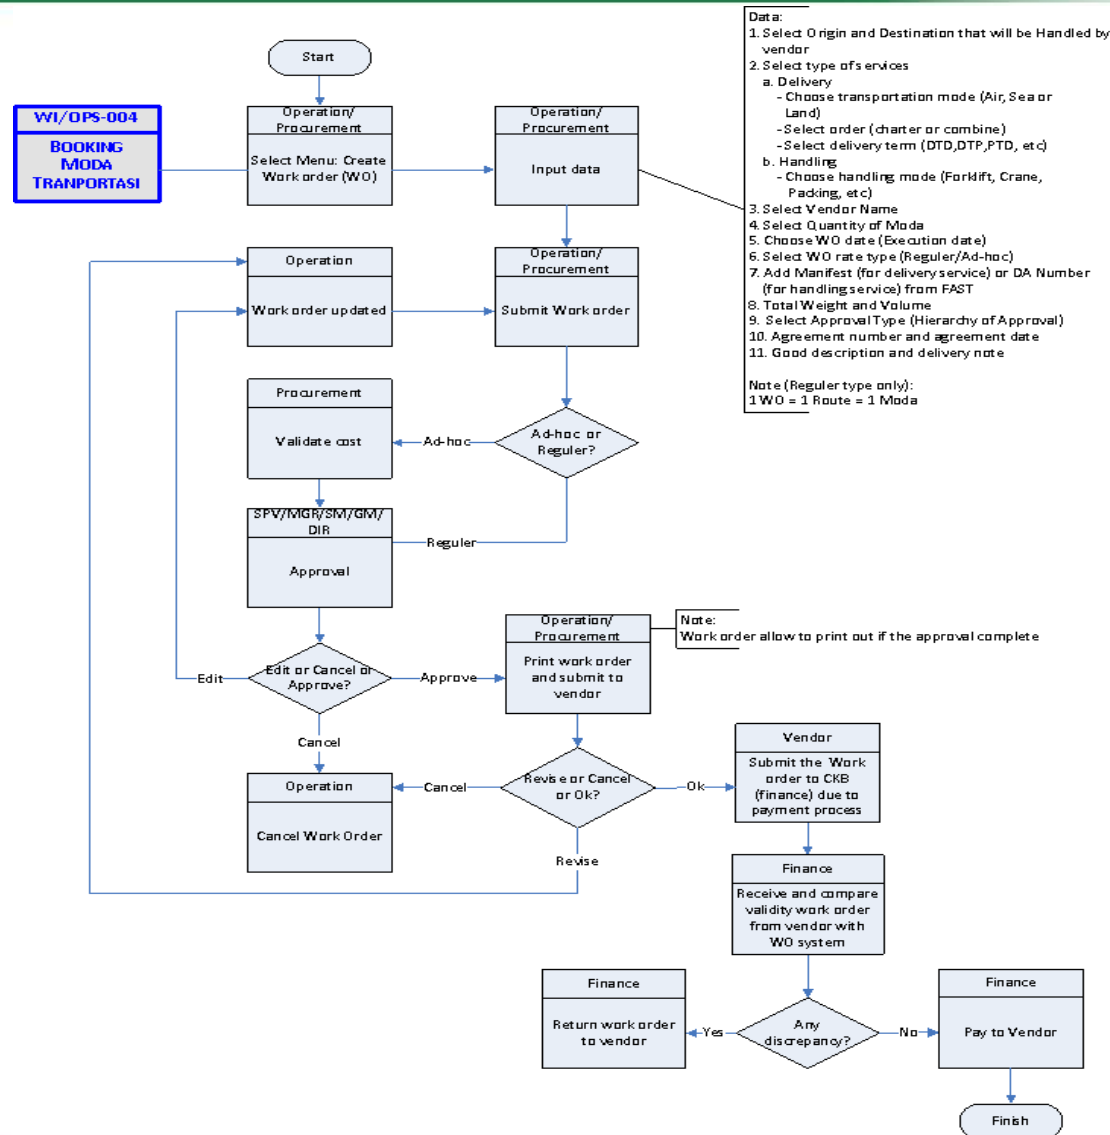 Start
Data:
1. Select Origin and Destination that will be Handled by
vendor
2. Select type of services
a. Delivery
- Choose transportation mode (Air, Sea or
Land)
- Select order (charter or combine)
- Select delivery term (DTD,DTP,PTD, etc)
b. Handling
- Choose handling mode (Forklift, Crane,
Packing, etc)
3. Select Vendor Name
4. Select Quantity of Moda
5. Choose WO date (Execution date)
6. Select WO rate type (Reguler/Ad-hoc)
7. Add Manifest (for delivery service) or DA Number
(for handling service) from FAST
8. Total Weight and Volume
9. Select Approval Type (Hierarchy of Approval)
10. Agreement number and agreement date
11. Good description and delivery note
Note (Reguler type only):
1 WO = 1 Route = 1 Moda
WI/OPS-004
BOOKING
MODA
TRANPORTASI
Operation/
Procurement
Select Menu: Create
Work order (WO)
Operation/
Procurement
Input data
Operation
Work order updated
Operation/
Procurement
Submit Work order
Procurement
Validate cost
Ad-hoc
Ad-hoc or
Reguler?
SPV/MGR/SM/GM/
DIR
Approval
Reguler
Edit
Edit or Cancel or
Approve?
Approve
Operation/
Procurement
Print work order
and submit to
vendor
Note:
Work order allow to print out if the approval complete
Cancel
Operation
Cancel Work Order
Cancel
Revise or Cancel
or Ok?
Ok
Revise
Vendor
Submit the Work
order to CKB
(finance) due to
payment process
Finance
Receive and compare
validity work order
from vendor with
WO system
Finance
Return work order
to vendor
Yes
Any
discrepancy?
No
Finance
Pay to Vendor
Finish